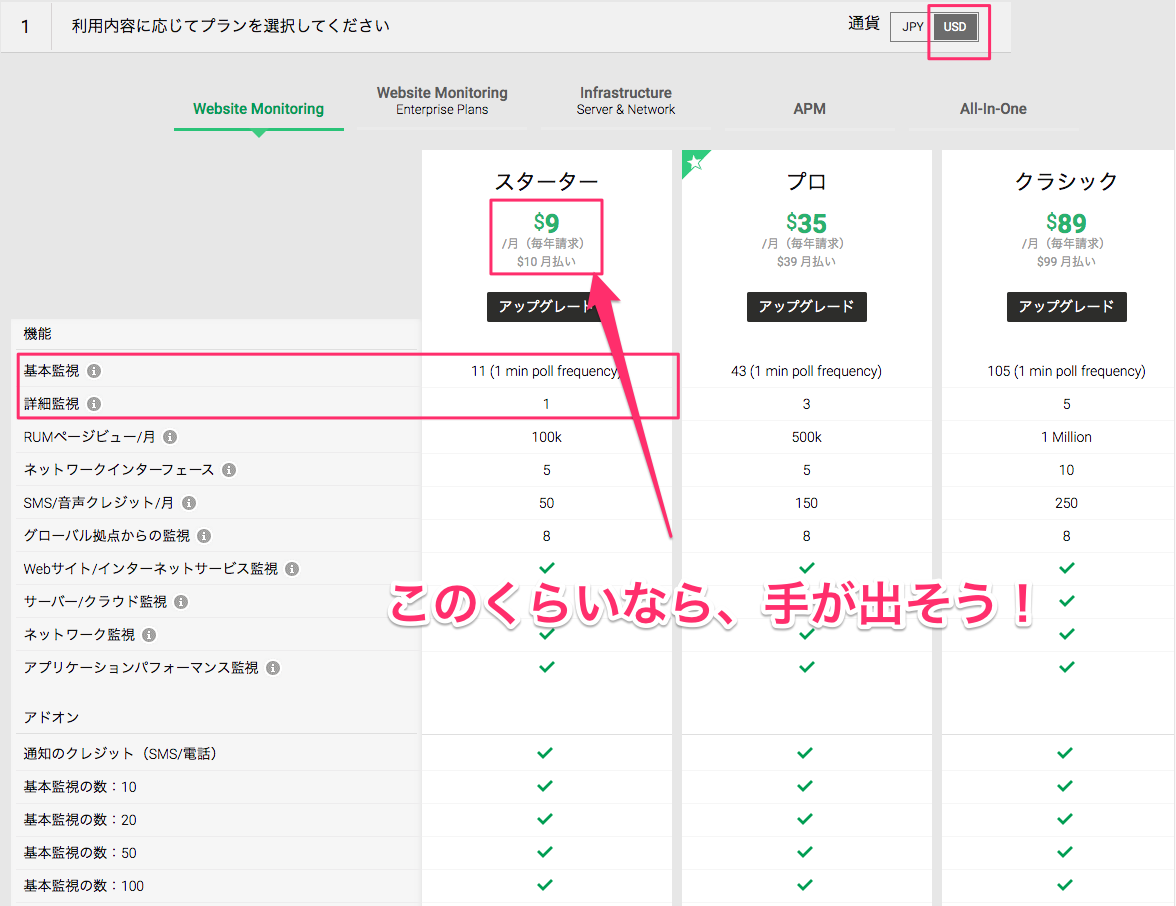 1 利用内容に応じてプランを選択してください 通貨 JPY USD
Website Monitoring
Website Monitoring
Enterprise Plans
Infrastructure
Server & Network
APM
All-In-One
スターター プロ クラシック
$9 $35 $89
/月（毎年請求） /月（毎年請求） /月（毎年請求）
$10 月払い $39 月払い $99 月払い
アップグレード アップグレード アップグレード
機能
基本監視 i 11 (1 min poll frequency) 43 (1 min poll frequency) 105 (1 min poll frequency)
詳細監視 i 1 3 5
RUMページビュー/月 i 100k 500k 1 Million
ネットワークインターフェース i 5 5 10
SMS/音声クレジット/月 i 50 150 250
グローバル拠点からの監視 i 8 8 8
Webサイト/インターネットサービス監視 i
サーバー/クラウド監視 i
このくらいなら、手が出そう！
ネットワーク監視 i
アプリケーションパフォーマンス監視 i
アドオン
通知のクレジット（SMS/電話）
基本監視の数：10
基本監視の数：20
基本監視の数：50
基本監視の数：100